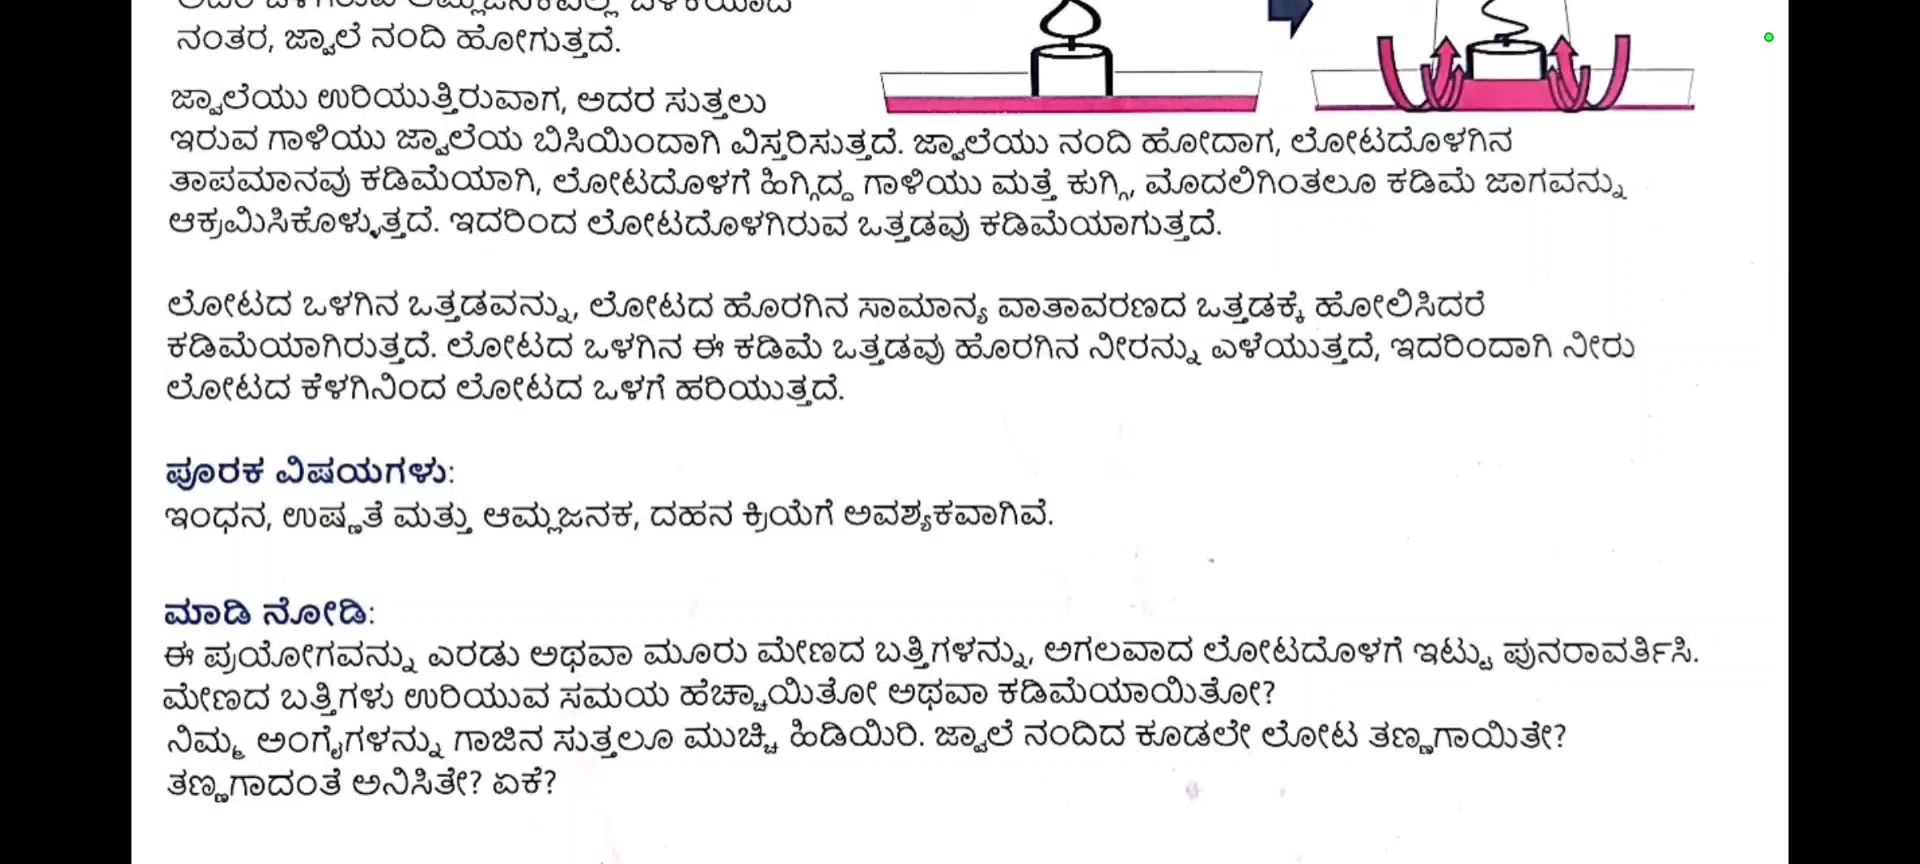 ನಂತರ, ಜ್ವಾಲೆ ನಂದಿ ಹೋಗುತ್ತದೆ.
ಜ್ವಾಲೆಯು ಉರಿಯುತ್ತಿರುವಾಗ, ಅದರ ಸುತ್ತಲು
ಇರುವ ಗಾಳಿಯು ಜ್ವಾಲೆಯ ಬಿಸಿಯಿಂದಾಗಿ ವಿಸ್ತರಿಸುತ್ತದೆ. ಜ್ವಾಲೆಯು ನಂದಿ ಹೋದಾಗ, ಲೋಟದೊಳಗಿನ
ತಾಪಮಾನವು ಕಡಿಮೆಯಾಗಿ, ಲೋಟದೊಳಗೆ ಹಿಗ್ಗಿದ್ದ ಗಾಳಿಯು ಮತ್ತೆ ಕುಗ್ಗಿ, ಮೊದಲಿಗಿಂತಲೂ ಕಡಿಮೆ ಜಾಗವನ್ನು
ಆಕ್ರಮಿಸಿಕೊಳ್ಳುತ್ತದೆ. ಇದರಿಂದ ಲೋಟದೊಳಗಿರುವ ಒತ್ತಡವು ಕಡಿಮೆಯಾಗುತ್ತದೆ.
ಲೋಟದ ಒಳಗಿನ ಒತ್ತಡವನ್ನು, ಲೋಟದ ಹೊರಗಿನ ಸಾಮಾನ್ಯ ವಾತಾವರಣದ ಒತ್ತಡಕ್ಕೆ ಹೋಲಿಸಿದರೆ
ಕಡಿಮೆಯಾಗಿರುತ್ತದೆ. ಲೋಟದ ಒಳಗಿನ ಈ ಕಡಿಮೆ ಒತ್ತಡವು ಹೊರಗಿನ ನೀರನ್ನು ಎಳೆಯುತ್ತದೆ, ಇದರಿಂದಾಗಿ ನೀರು
ಲೋಟದ ಕೆಳಗಿನಿಂದ ಲೋಟದ ಒಳಗೆ ಹರಿಯುತ್ತದೆ.
ಪೂರಕ ವಿಷಯಗಳು:
ಇಂಧನ, ಉಷ್ಣತೆ ಮತ್ತು ಆಮ್ಲಜನಕ, ದಹನ ಕ್ರಿಯೆಗೆ ಅವಶ್ಯಕವಾಗಿವೆ.
ಮಾಡಿ ನೋಡಿ:
ಈ ಪ್ರಯೋಗವನ್ನು ಎರಡು ಅಥವಾ ಮೂರು ಮೇಣದ ಬತ್ತಿಗಳನ್ನು, ಅಗಲವಾದ ಲೋಟದೊಳಗೆ ಇಟ್ಟು ಪುನರಾವರ್ತಿಸಿ.
ಮೇಣದ ಬತ್ತಿಗಳು ಉರಿಯುವ ಸಮಯ ಹೆಚ್ಚಾಯಿತೋ ಅಥವಾ ಕಡಿಮೆಯಾಯಿತೋ?
ನಿಮ್ಮ ಅಂಗೈಗಳನ್ನು ಗಾಜಿನ ಸುತ್ತಲೂ ಮುಚ್ಚಿ ಹಿಡಿಯಿರಿ. ಜ್ವಾಲೆ ನಂದಿದ ಕೂಡಲೇ ಲೋಟ ತಣ್ಣಗಾಯಿತೇ?
ತಣ್ಣಗಾದಂತೆ ಅನಿಸಿತೇ? ಏಕೆ?